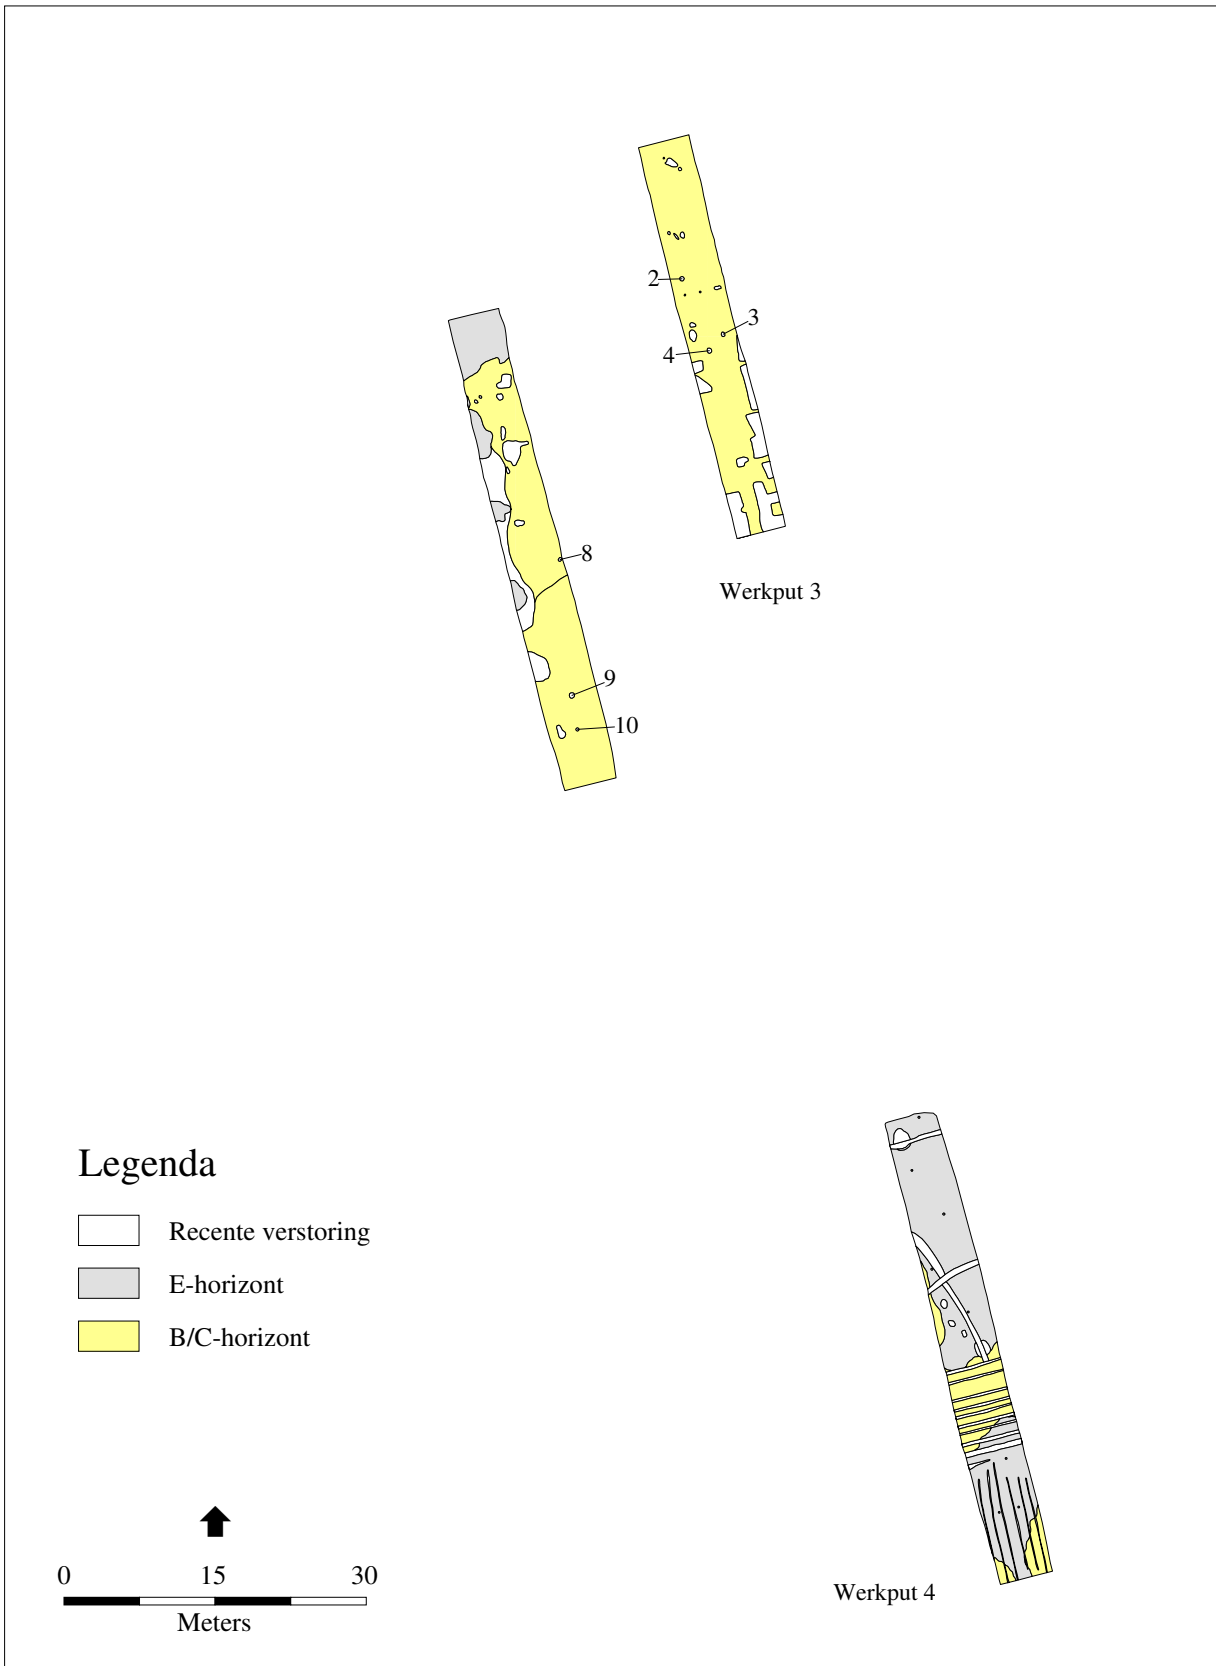 2
3
4
8
Werkput 3
9
10
Legenda
Recente verstoring
E-horizont
B/C-horizont
0 15 30
Meters
Werkput 4